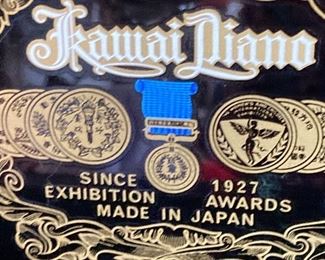 Kawai Piano
SINCE 1927
EXHIBITION AWARDS
MADE IN JAPAN